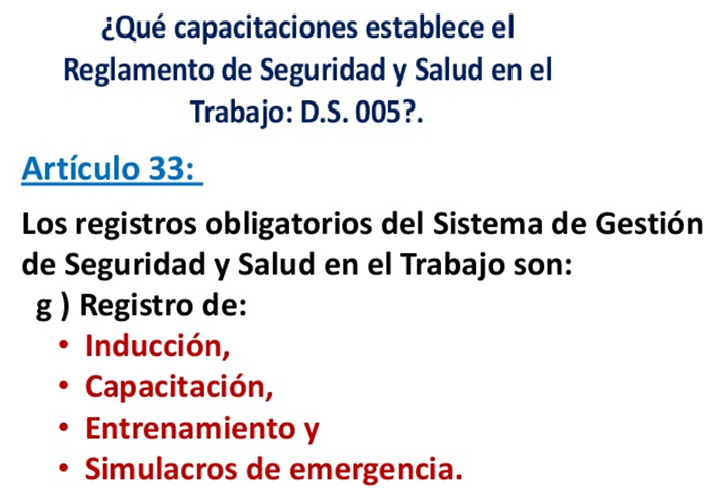 ¿Qué capacitaciones establece el
Reglamento de Seguridad y Salud en el
Trabajo: D.S. 005?.
Artículo 33:
Los registros obligatorios del Sistema de Gestión
de Seguridad y Salud en el Trabajo son:
g ) Registro de:
• Inducción,
• Capacitación,
• Entrenamiento y
• Simulacros de emergencia.